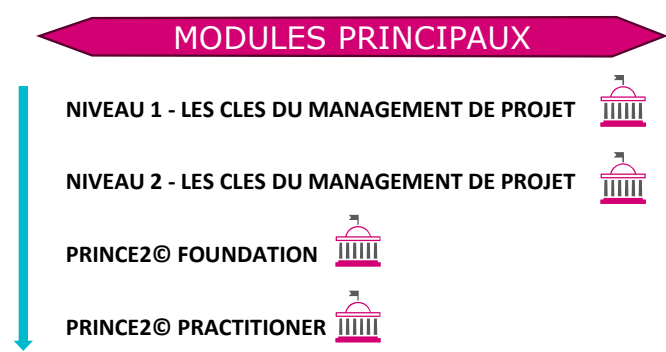 MODULES PRINCIPAUX
NIVEAU 1 - LES CLES DU MANAGEMENT DE PROJET
NIVEAU 2 - LES CLES DU MANAGEMENT DE PROJET
PRINCE2© FOUNDATION
PRINCE2© PRACTITIONER